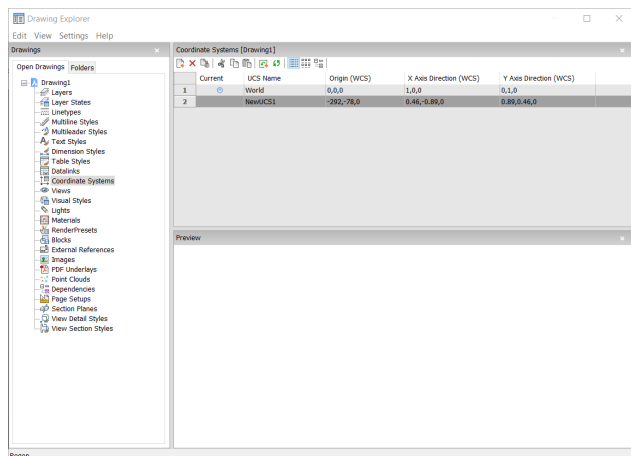 Drawing Explorer
Edit View Settings Help
Drawings
Open Drawings Folders
Drawing1
Layers
Layer States
Linetypes
Multiline Styles
Multileader Styles
Text Styles
Dimension Styles
Table Styles
Datalinks
Coordinate Systems
Views
Visual Styles
Lights
Materials
RenderPresets
Blocks
External References
Images
PDF Underlays
Point Clouds
Dependencies
Page Setups
Section Planes
View Detail Styles
View Section Styles
Coordinate Systems [Drawing1]
Current UCS Name Origin (WCS) X Axis Direction (WCS) Y Axis Direction (WCS)
1 World 0,0,0 1,0,0 0,1,0
2 NewUCS1 -292,-78,0 0.46,-0.89,0 0.89,0.46,0
Preview